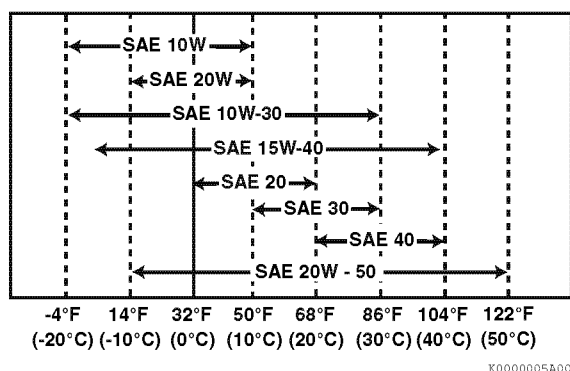 SAE 10W
SAE 20W
SAE 10W-30
SAE 15W-40
SAE 20
SAE 30
SAE 40
SAE 20W - 50
-4°F 14°F 32°F 50°F 68°F 86°F 104°F 122°F
(-20°C) (-10°C) (0°C) (10°C) (20°C) (30°C) (40°C) (50°C)
K0000005A00